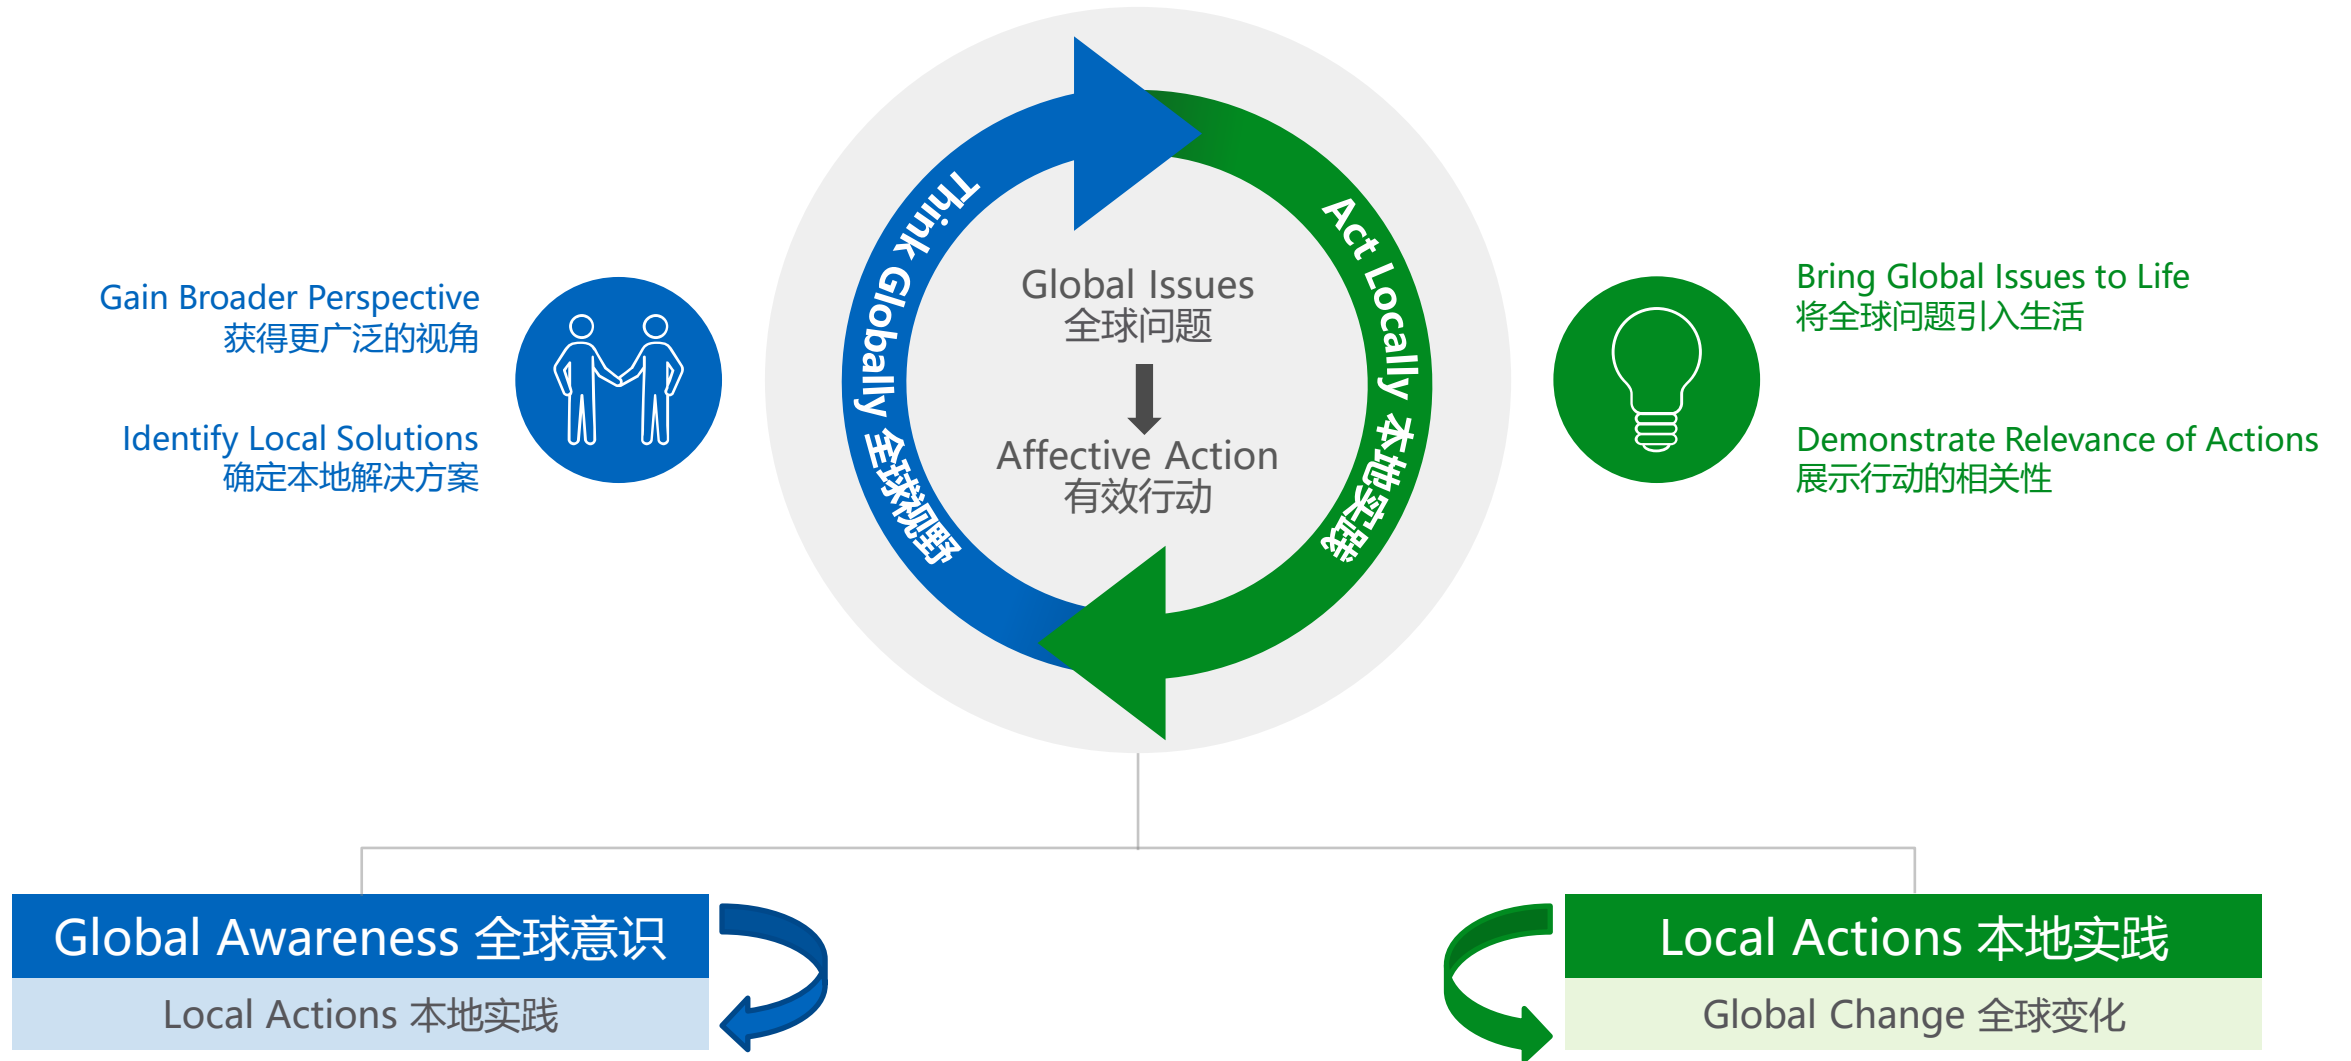 Gain Broader Perspective
获得更广泛的视角
Identify Local Solutions
确定本地解决方案
Think Globally 全球视野
Global Issues
全球问题
Affective Action
有效行动
Act Locally 本地实践
Bring Global Issues to Life
将全球问题引入生活
Demonstrate Relevance of Actions
展示行动的相关性
Global Awareness 全球意识
Local Actions 本地实践
Local Actions 本地实践
Global Change 全球变化